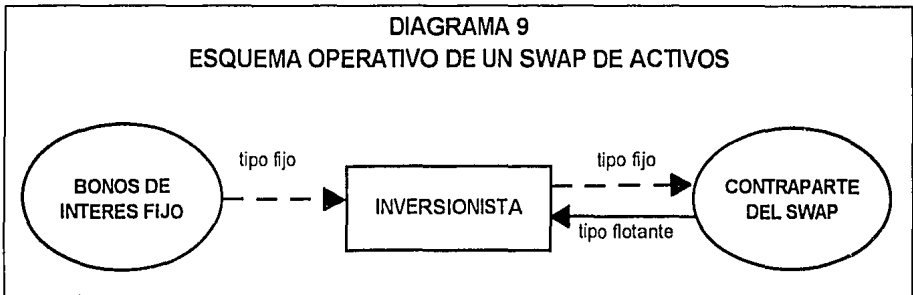 DIAGRAMA 9
ESQUEMA OPERATIVO DE UN SWAP DE ACTIVOS
BONOS DE
INTERES FIJO
tipo fijo
INVERSIONISTA
tipo fijo
tipo flotante
CONTRAPARTE
DEL SWAP